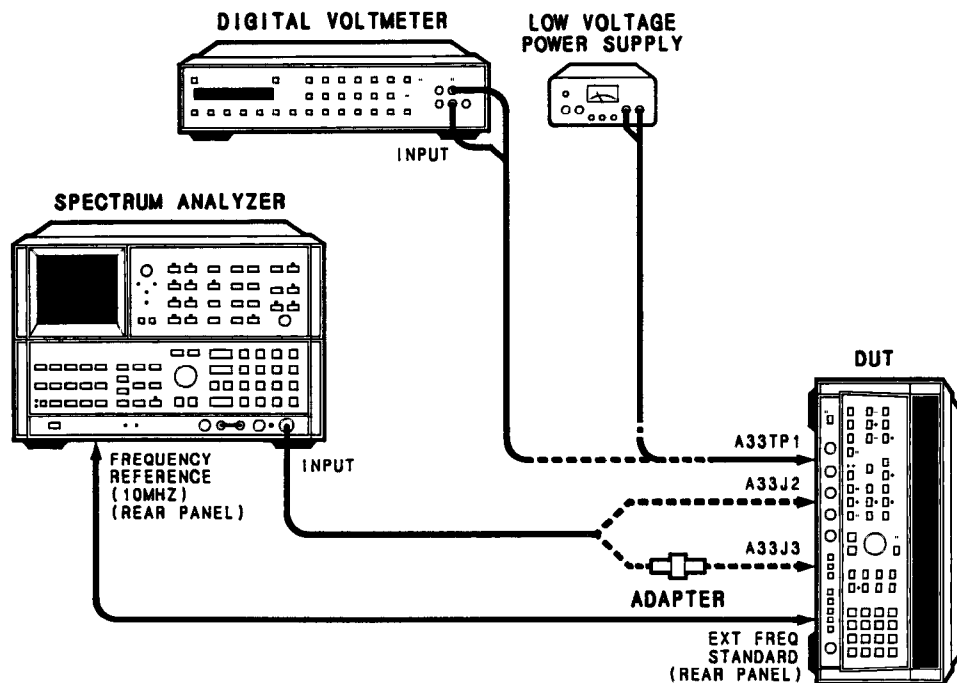 DIGITAL VOLTMETER
LOW VOLTAGE
POWER SUPPLY
INPUT
SPECTRUM ANALYZER
DUT
A33TP1
FREQUENCY
REFERENCE
(10MHZ)
(REAR PANEL)
INPUT
A33J2
A33J3
ADAPTER
EXT FREQ
STANDARD
(REAR PANEL)